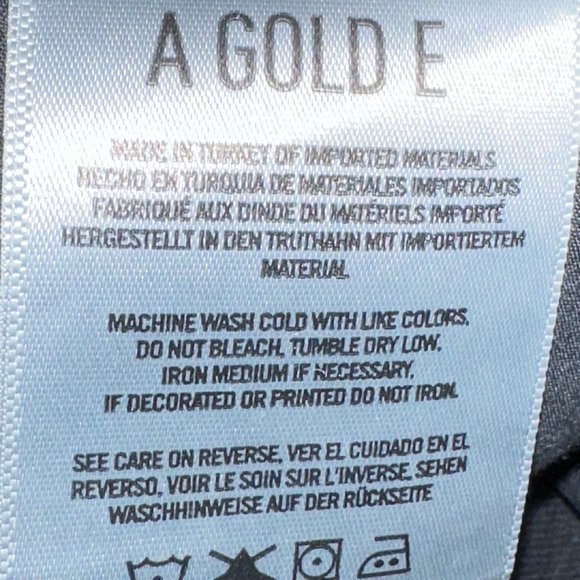 A GOLD E
MADE IN TURKEY OF IMPORTED MATERIALS
HECHO EN TURQUIA DE MATERIALES IMPORTADOS
FABRIQUÉ AUX DINDE DU MATÉRIELS IMPORTÉ
HERGESTELLT IN DEN TRUTHAHN MIT IMPORTIERTEM
MATERIAL
MACHINE WASH COLD WITH LIKE COLORS.
DO NOT BLEACH. TUMBLE DRY LOW.
IRON MEDIUM IF NECESSARY.
IF DECORATED OR PRINTED DO NOT IRON.
SEE CARE ON REVERSE, VER EL CUIDADO EN EL
REVERSO, VOIR LE SOIN SUR L'INVERSE, SEHEN
WASCHHINWEISE AUF DER RÜCKSEITE